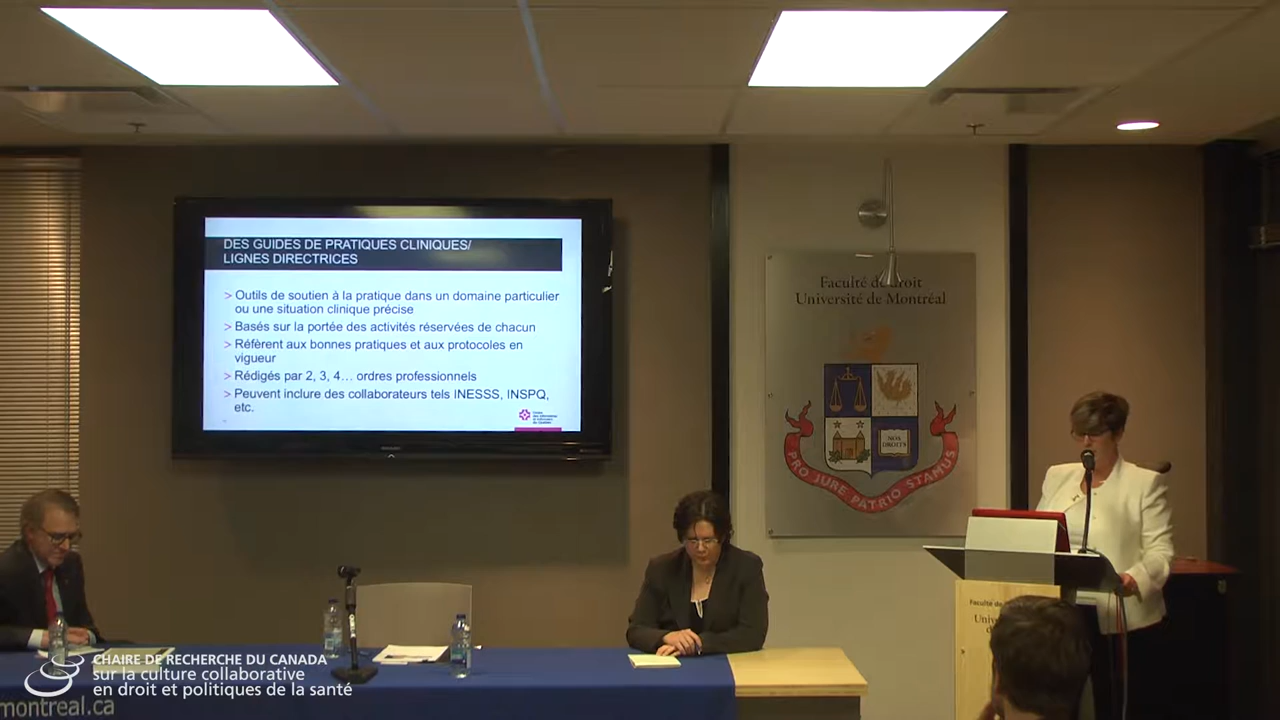 DES GUIDES DE PRATIQUES CLINIQUES/
LIGNES DIRECTRICES
> Outils de soutien à la pratique dans un domaine particulier
ou une situation clinique précise
> Basés sur la portée des activités réservées de chacun
> Réfèrent aux bonnes pratiques et aux protocoles en
vigueur
> Rédigés par 2, 3, 4… ordres professionnels
> Peuvent inclure des collaborateurs tels INESSS, INSPQ,
etc.
Faculté de Droit
Université de Montréal
NOS
DROITS
PRO JURE PATRIO STAMUS
Faculté de
CHAIRE DE RECHERCHE DU CANADA
sur la culture collaborative
en droit et politiques de la santé
montreal.ca